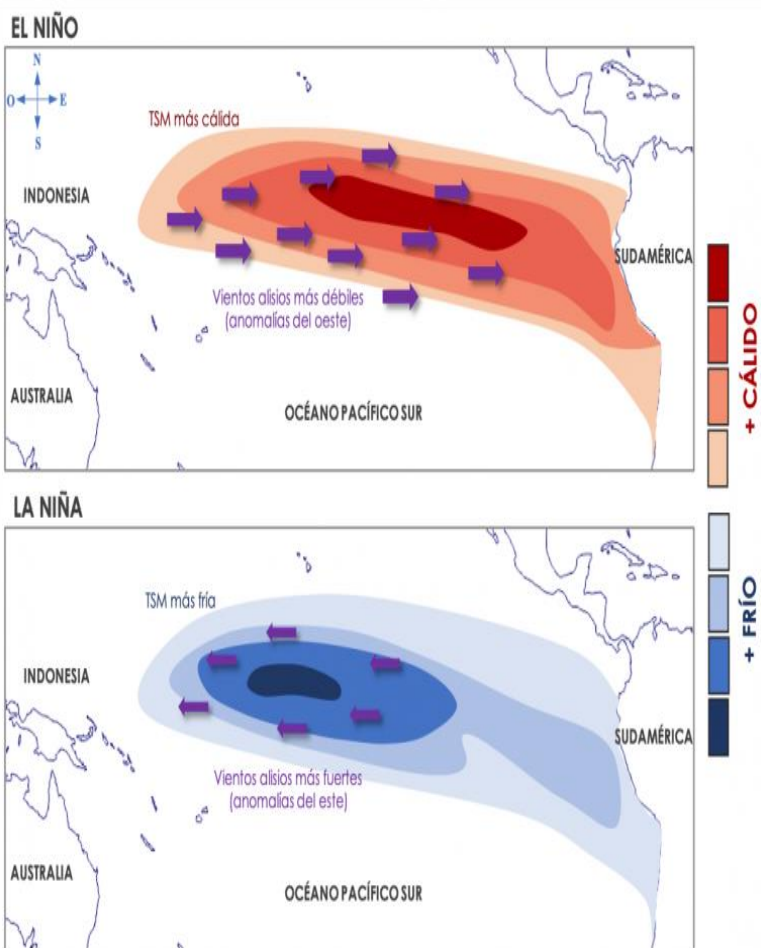 EL NIÑO
N
O E
S
TSM más cálida
INDONESIA
SUDAMÉRICA
Vientos alisios más débiles
(anomalías del oeste)
AUSTRALIA
OCÉANO PACÍFICO SUR
+ CÁLIDO
LA NIÑA
TSM más fría
INDONESIA
SUDAMÉRICA
Vientos alisios más fuertes
(anomalías del este)
AUSTRALIA
OCÉANO PACÍFICO SUR
+ FRÍO